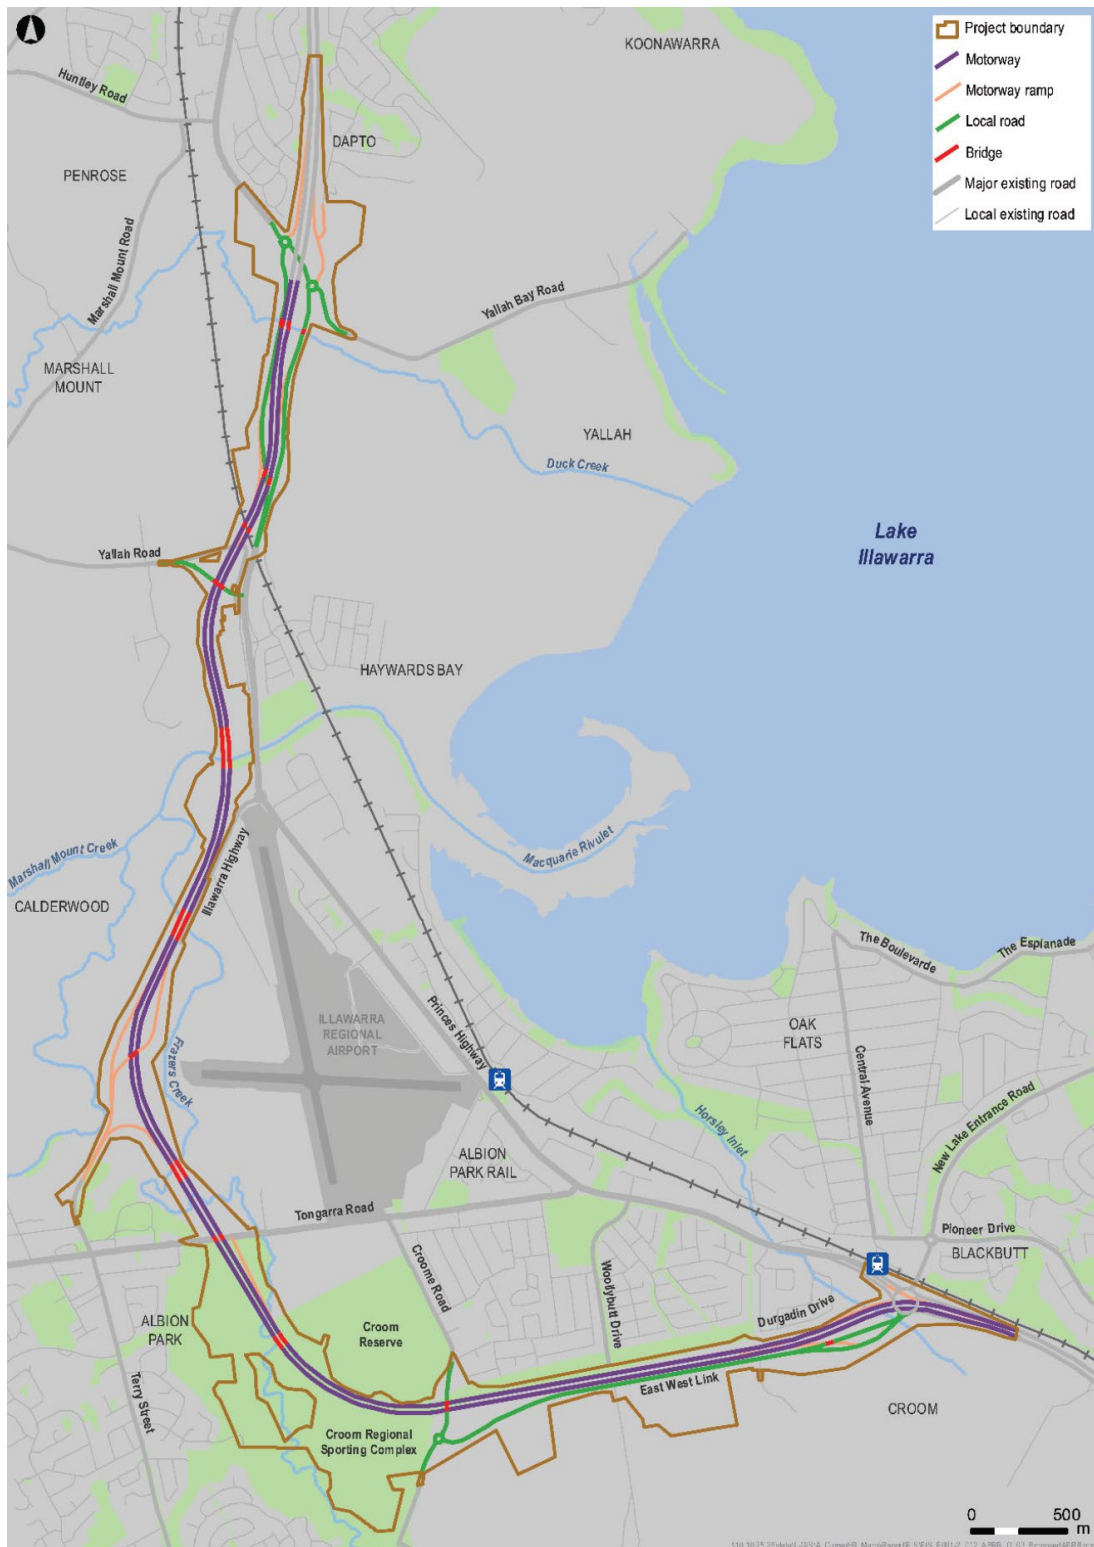 KOONAWARRA
Project boundary
Motorway
Motorway ramp
Local road
Bridge
Major existing road
Local existing road
Huntley Road
DAPTO
PENROSE
Marshall Mount Road
Yallah Bay Road
MARSHALL
MOUNT
YALLAH
Duck Creek
Lake
Illawarra
Yallah Road
HAYWARDS BAY
Macquarie Rivulet
Marshall Mount Creek
CALDERWOOD
Illawarra Highway
The Boulevarde
The Esplanade
Princes Highway
ILLAWARRA
REGIONAL
AIRPORT
OAK
FLATS
Frazers Creek
Central Avenue
New Lake Entrance Road
Horsley Inlet
ALBION
PARK RAIL
Tongarra Road
Pioneer Drive
BLACKBUTT
Croome Road
Woollybutt Drive
Durgadin Drive
ALBION
PARK
Croom
Reserve
Terry Street
East West Link
CROOM
Croom Regional
Sporting Complex
0
500
m